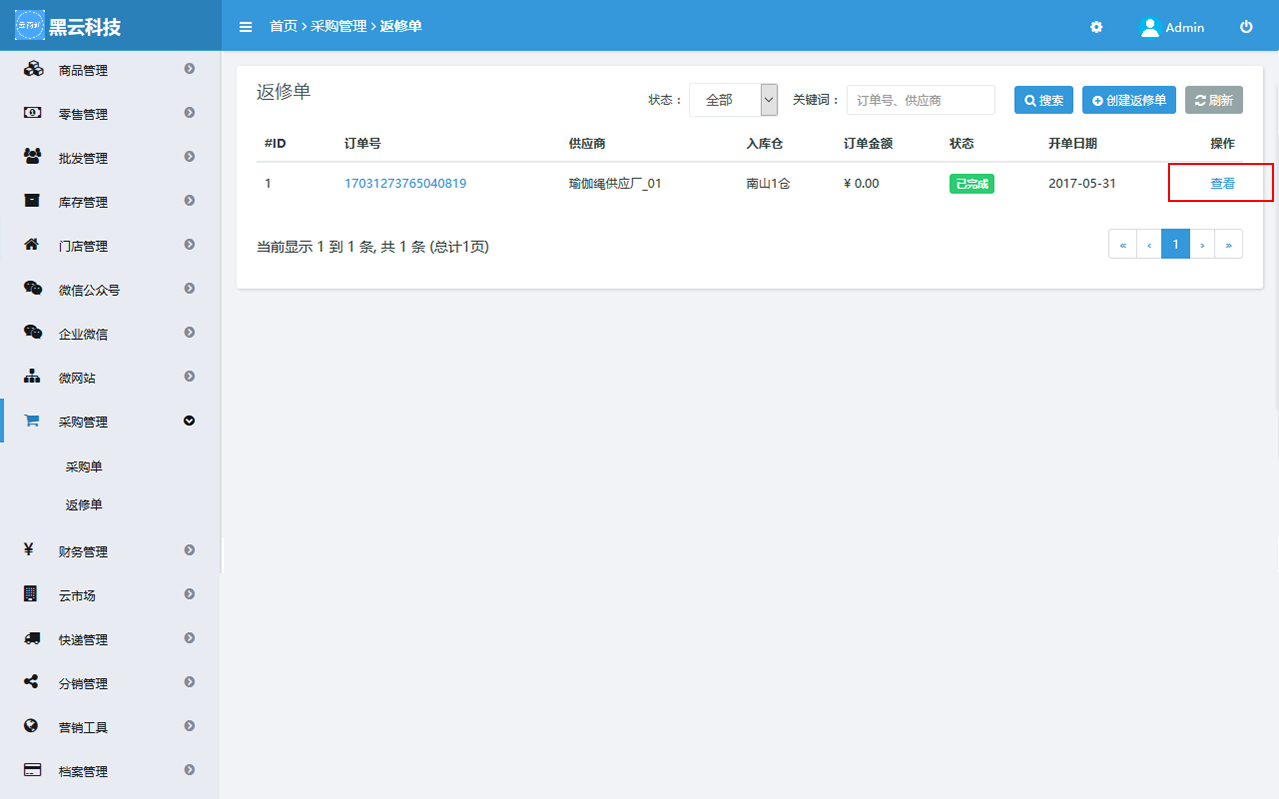 黑云科技
首页 > 采购管理 > 返修单
Admin
商品管理
零售管理
批发管理
库存管理
门店管理
微信公众号
企业微信
微网站
采购管理
采购单
返修单
财务管理
云市场
快递管理
分销管理
营销工具
档案管理
返修单
状态： 全部 关键词： 订单号、供应商 搜索 创建返修单 刷新
#ID 订单号 供应商 入库仓 订单金额 状态 开单日期 操作
1 17031273765040819 瑜伽绳供应厂_01 南山1仓 ¥ 0.00 已完成 2017-05-31 查看
当前显示 1 到 1 条, 共 1 条 (总计1页)
« ‹ 1 › »